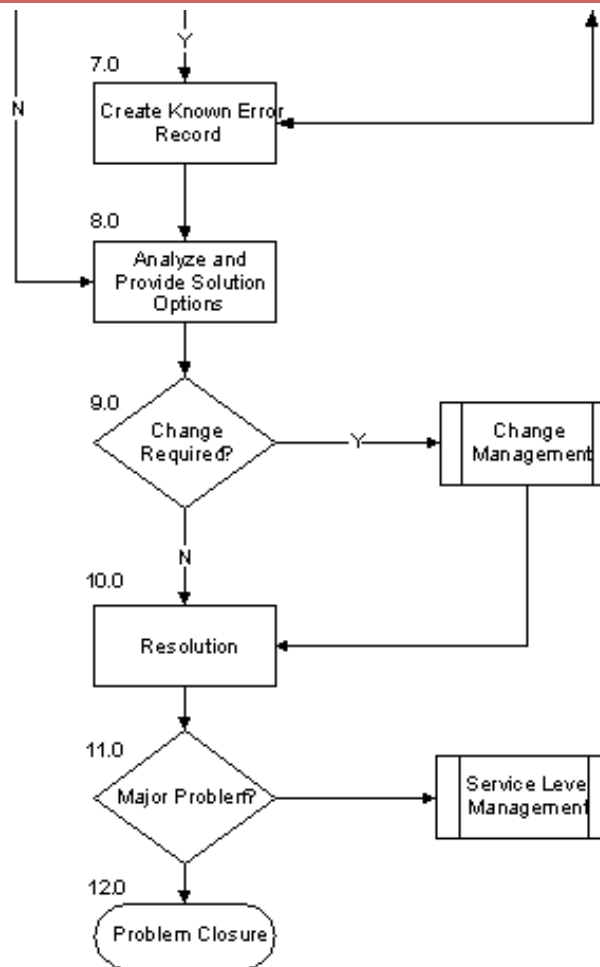 Y
7.0
N
Create Known Error
Record
8.0
Analyze and
Provide Solution
Options
9.0
Change
Required?
Y
Change
Management
N
10.0
Resolution
11.0
Major Problem?
Service Level
Management
12.0
Problem Closure